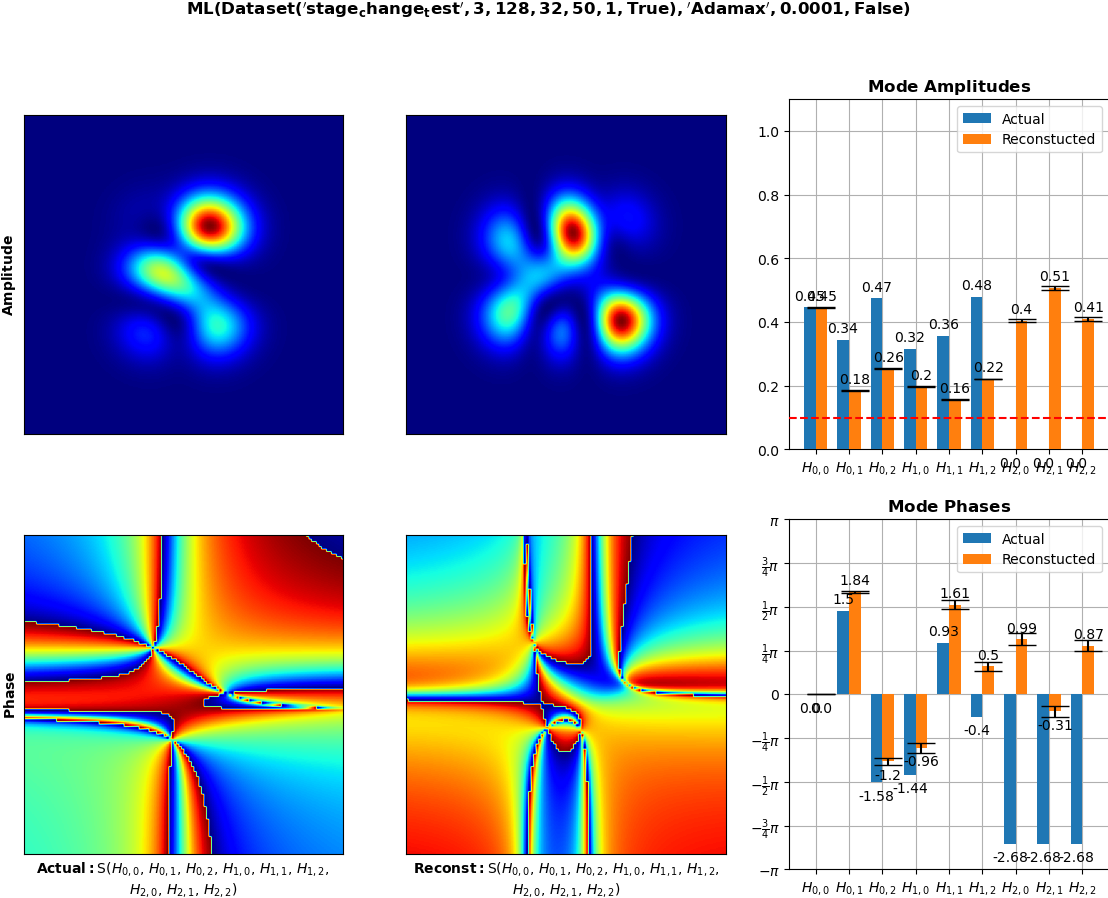 ML(Dataset('stage_change_test', 3, 128, 32, 50, 1, True), 'Adamax', 0.0001, False)
Amplitude
Mode Amplitudes
Actual
Reconstucted
1.0
0.8
0.6
0.4
0.2
0.0
0.45 0.45
0.34
0.18
0.47
0.26
0.32
0.2
0.36
0.16
0.48
0.22
0.4
0.51
0.41
0.0 0.0 0.0
H0,0 H0,1 H0,2 H1,0 H1,1 H1,2 H2,0 H2,1 H2,2
Phase
Actual: S(H0,0, H0,1, H0,2, H1,0, H1,1, H1,2,
H2,0, H2,1, H2,2)
Reconst: S(H0,0, H0,1, H0,2, H1,0, H1,1, H1,2,
H2,0, H2,1, H2,2)
Mode Phases
Actual
Reconstucted
π
3/4π
1/2π
1/4π
0
-1/4π
-1/2π
-3/4π
-π
0.0 0.0
1.5
1.84
-1.58
-1.2
-1.44
-0.96
0.93
1.61
-0.4
0.5
-2.68
0.99
-2.68
-0.31
-2.68
0.87
H0,0 H0,1 H0,2 H1,0 H1,1 H1,2 H2,0 H2,1 H2,2